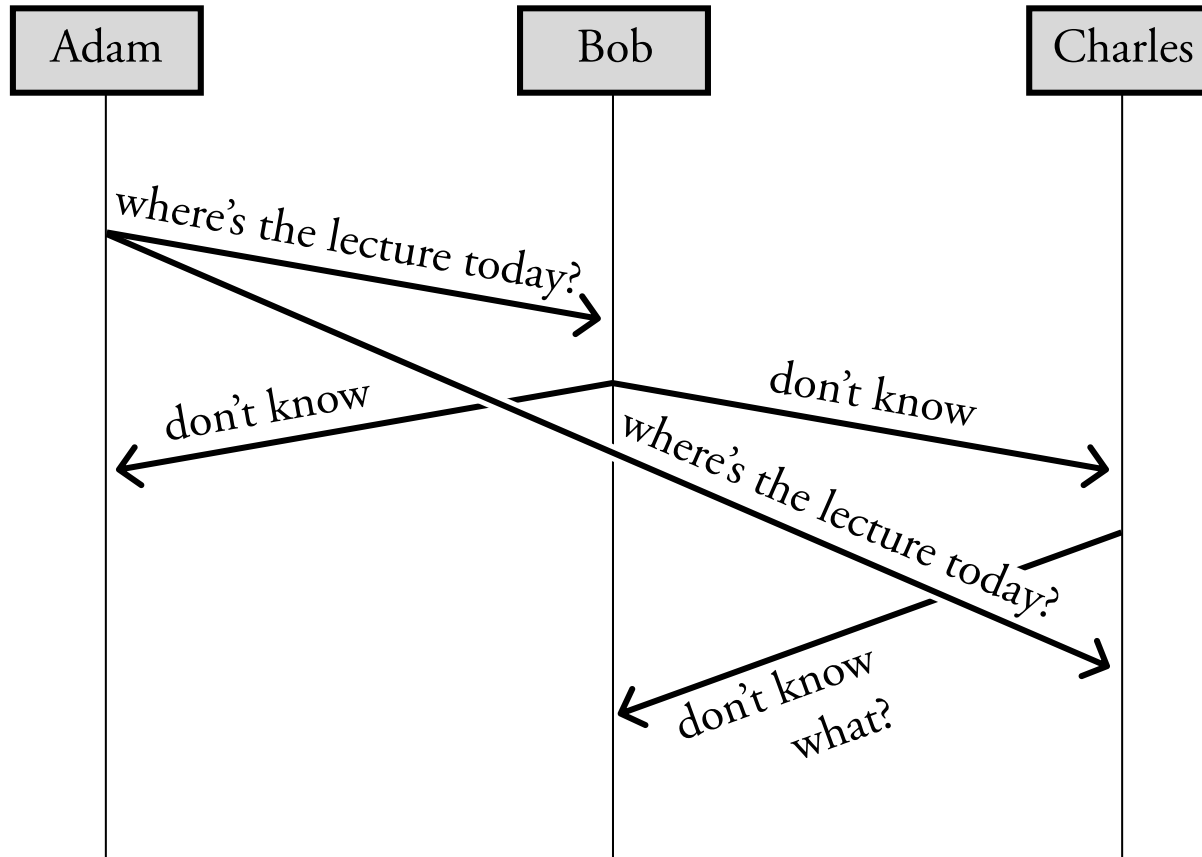 Adam
Bob
Charles
where's the lecture today?
don't know
don't know
where's the lecture today?
don't know
what?